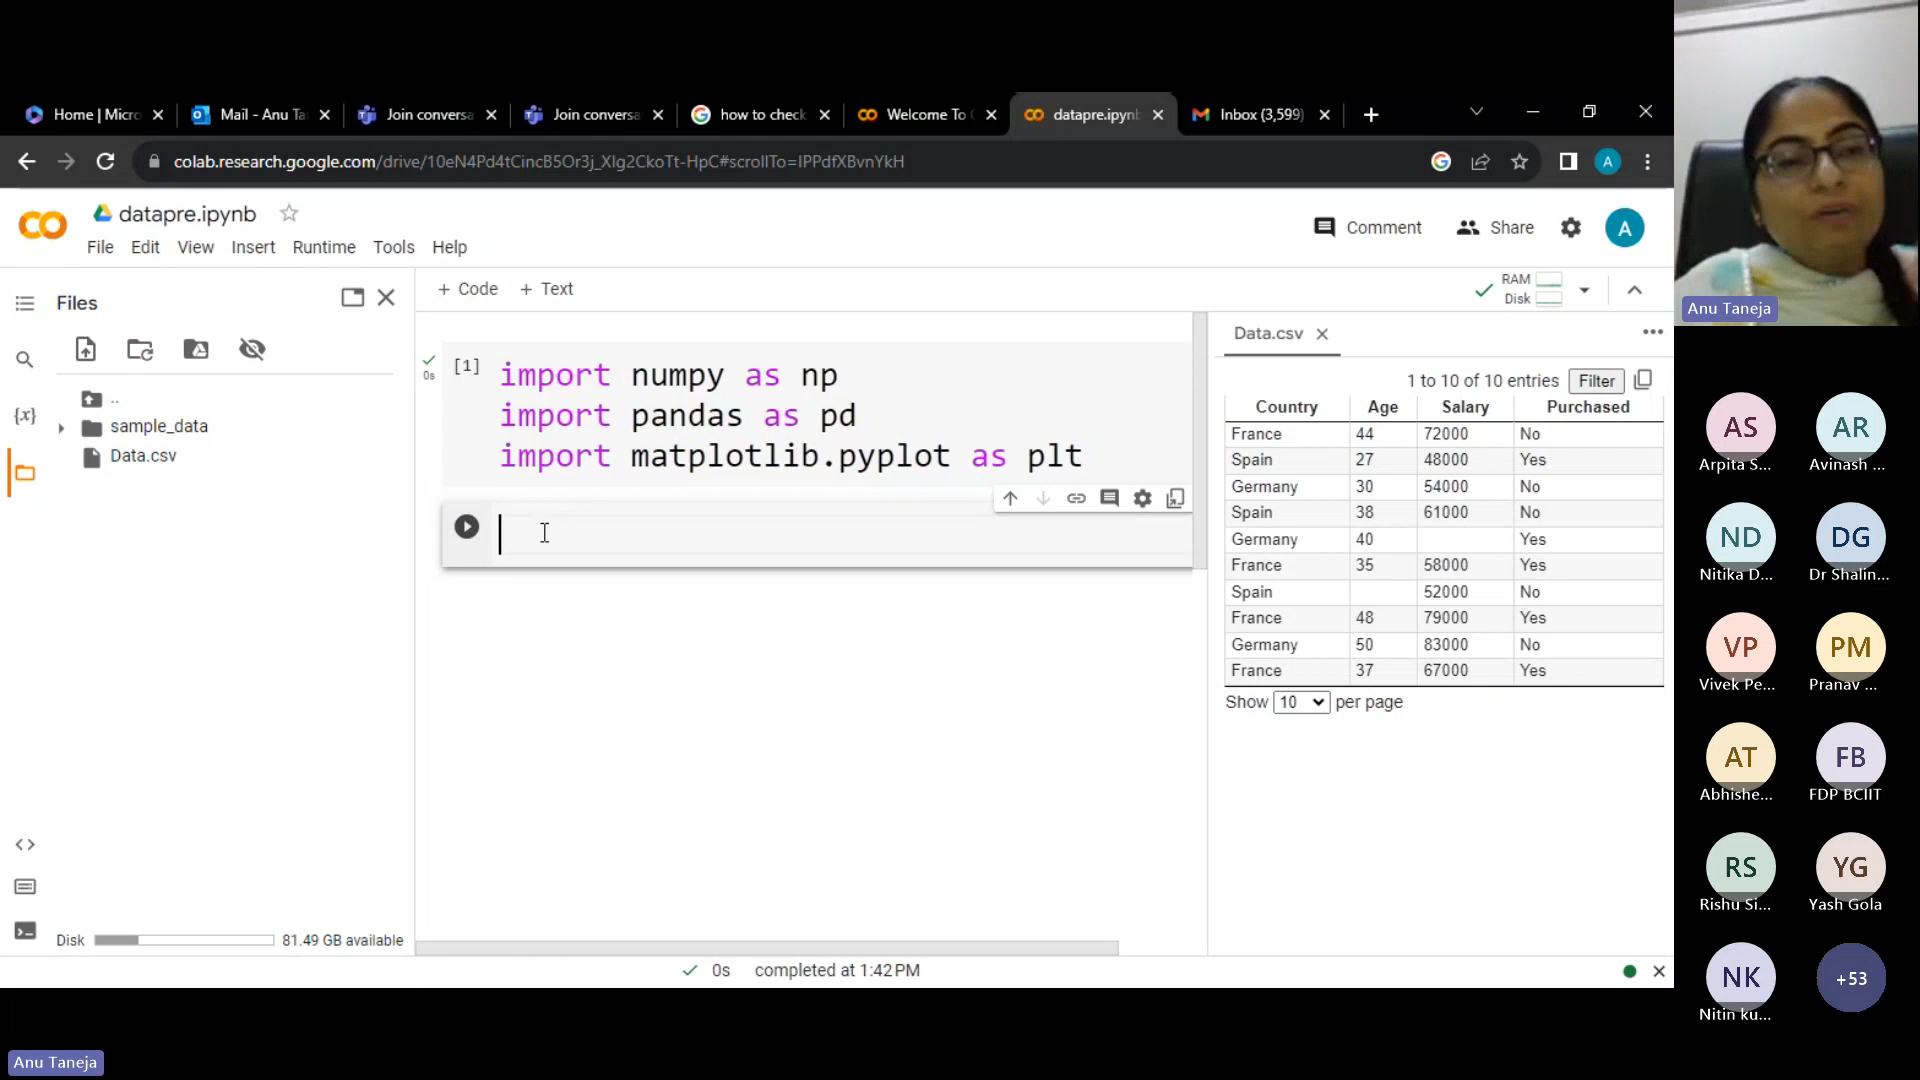 Home | Micro
Mail - Anu Ta
Join conversa
Join conversa
how to check
Welcome To C
datapre.ipynb
Inbox (3,599)
colab.research.google.com/drive/10eN4Pd4tCincB5Or3j_XIg2CkoTt-HpC#scrollTo=IPPdfXBvnYkH
A
CO
datapre.ipynb
File Edit View Insert Runtime Tools Help
Comment
Share
A
Files
+ Code + Text
RAM
Disk
..
sample_data
Data.csv
{x}
[1]
0s
import numpy as np
import pandas as pd
import matplotlib.pyplot as plt
Data.csv
1 to 10 of 10 entries Filter
Country Age Salary Purchased
France 44 72000 No
Spain 27 48000 Yes
Germany 30 54000 No
Spain 38 61000 No
Germany 40 Yes
France 35 58000 Yes
Spain 52000 No
France 48 79000 Yes
Germany 50 83000 No
France 37 67000 Yes
Show 10 per page
Disk 81.49 GB available
0s completed at 1:42 PM
Anu Taneja
AS
Arpita S...
AR
Avinash ...
ND
Nitika D...
DG
Dr Shalin...
VP
Vivek Pe...
PM
Pranav ...
AT
Abhishe...
FB
FDP BCIIT
RS
Rishu Si...
YG
Yash Gola
NK
Nitin ku...
+53
Anu Taneja